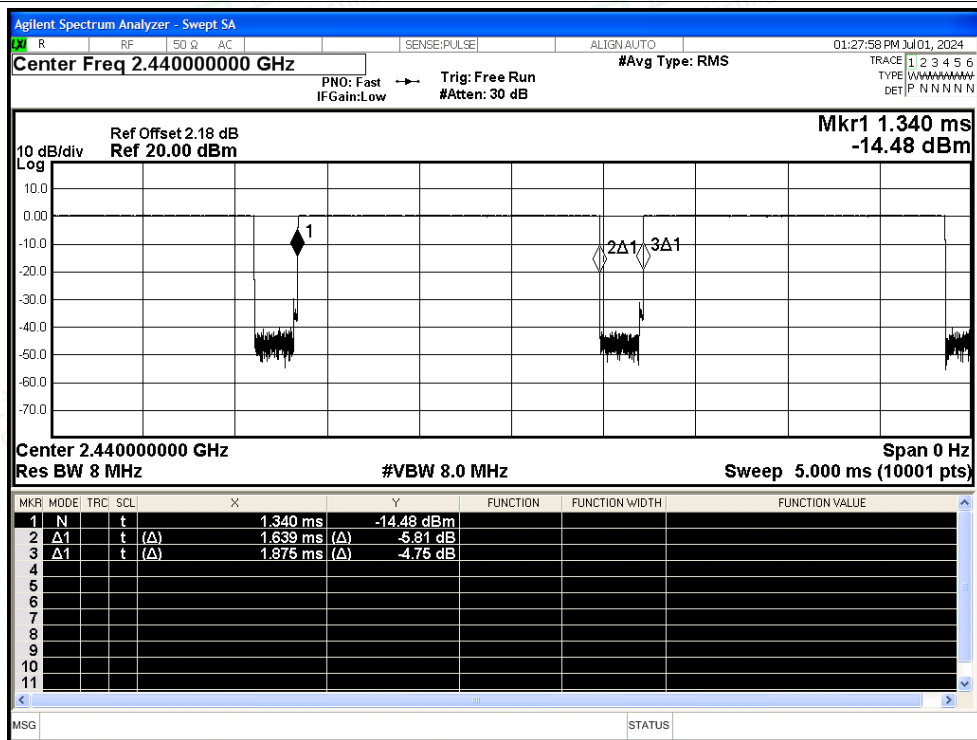 Agilent Spectrum Analyzer - Swept SA
LXI R RF 50 Ω AC SENSE:PULSE ALIGN AUTO 01:27:58 PM Jul 01, 2024
Center Freq 2.440000000 GHz #Avg Type: RMS TRACE 1 2 3 4 5 6
PNO: Fast Trig: Free Run TYPE WWWWWW
IFGain:Low #Atten: 30 dB DET P N N N N N
Mkr1 1.340 ms
Ref Offset 2.18 dB
10 dB/div Ref 20.00 dBm -14.48 dBm
Log
10.0
0.00
1
-10.0
2Δ1 3Δ1
-20.0
-30.0
-40.0
-50.0
-60.0
-70.0
Center 2.440000000 GHz Span 0 Hz
Res BW 8 MHz #VBW 8.0 MHz Sweep 5.000 ms (10001 pts)
MKR MODE TRC SCL X Y FUNCTION FUNCTION WIDTH FUNCTION VALUE
1 N t 1.340 ms -14.48 dBm
2 Δ1 t (Δ) 1.639 ms (Δ) -5.81 dB
3 Δ1 t (Δ) 1.875 ms (Δ) -4.75 dB
4
5
6
7
8
9
10
11
MSG STATUS